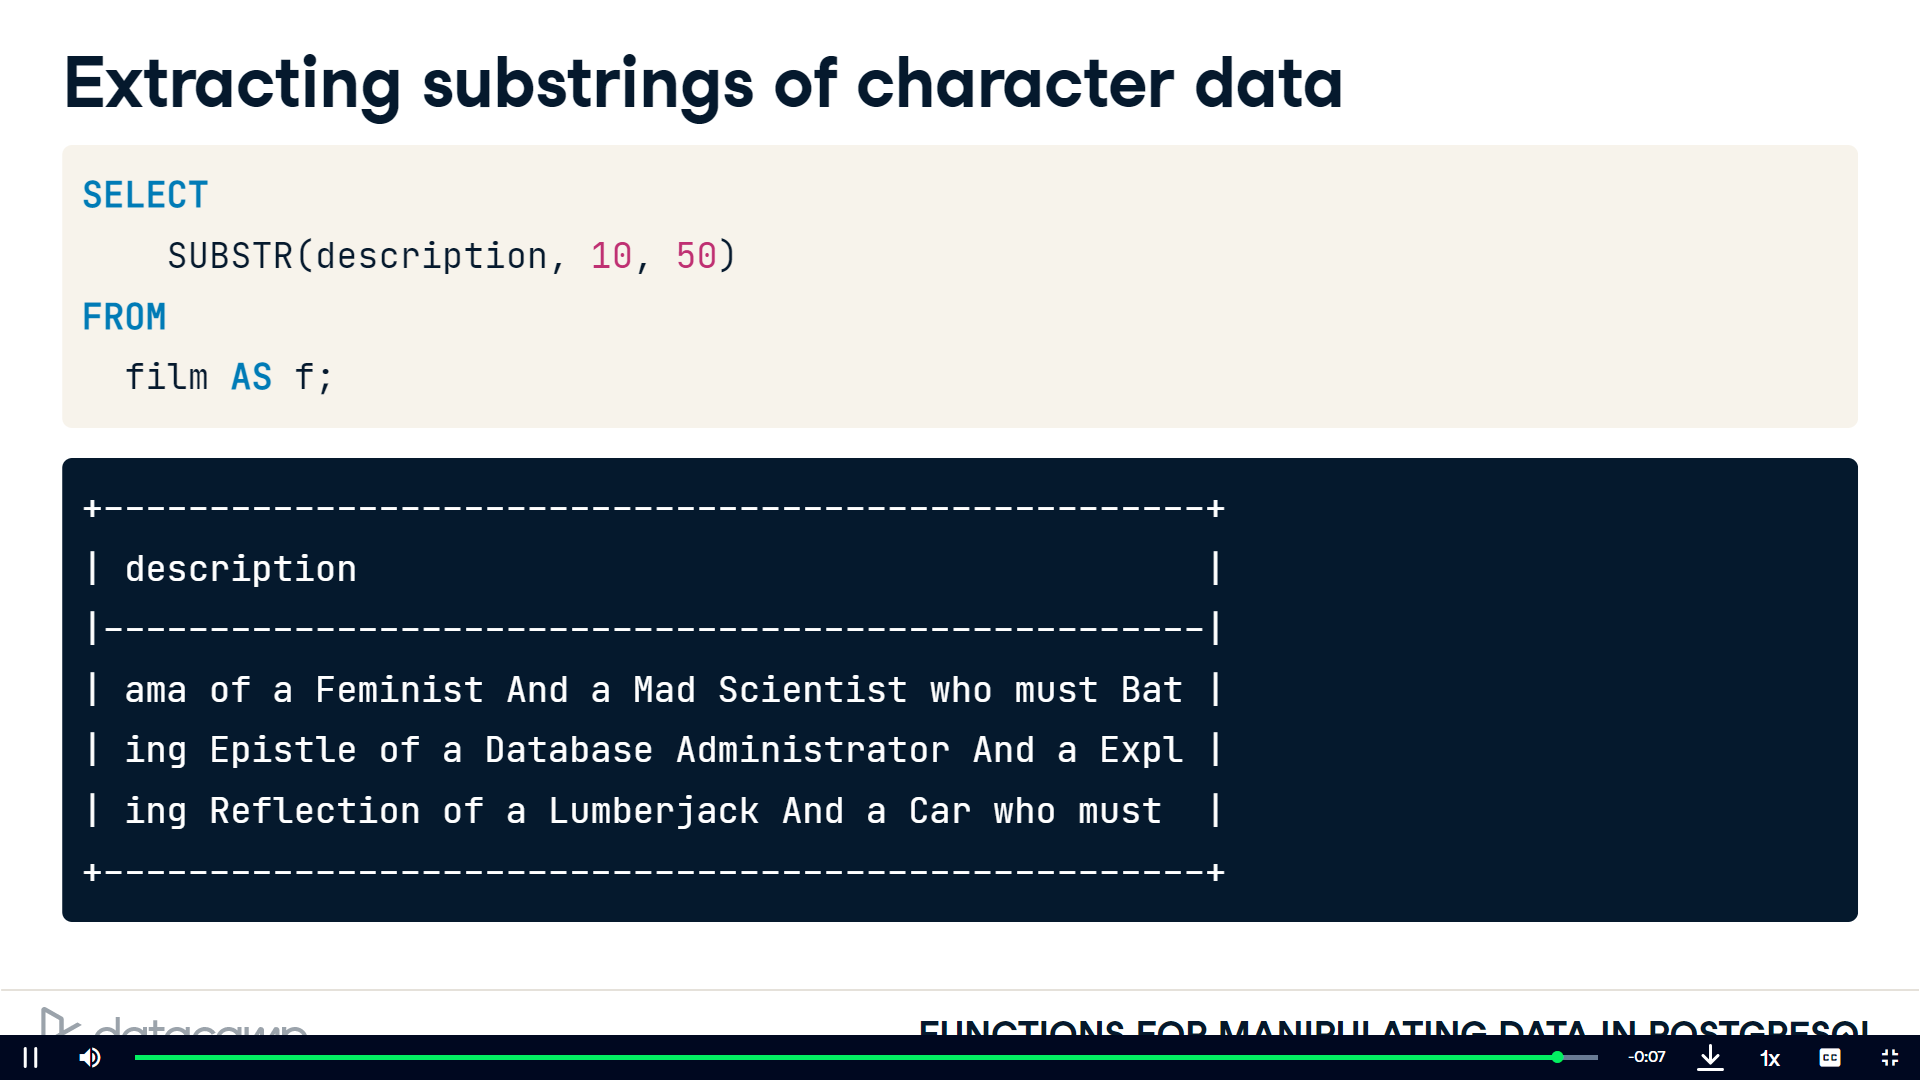 Extracting substrings of character data
SELECT
    SUBSTR(description, 10, 50)
FROM
  film AS f;
+----------------------------------------------------+
| description                                        |
|----------------------------------------------------|
| ama of a Feminist And a Mad Scientist who must Bat |
| ing Epistle of a Database Administrator And a Expl |
| ing Reflection of a Lumberjack And a Car who must  |
+----------------------------------------------------+
datacamp
FUNCTIONS FOR MANIPULATING DATA IN POSTGRESQL
-0:07
1x
CC